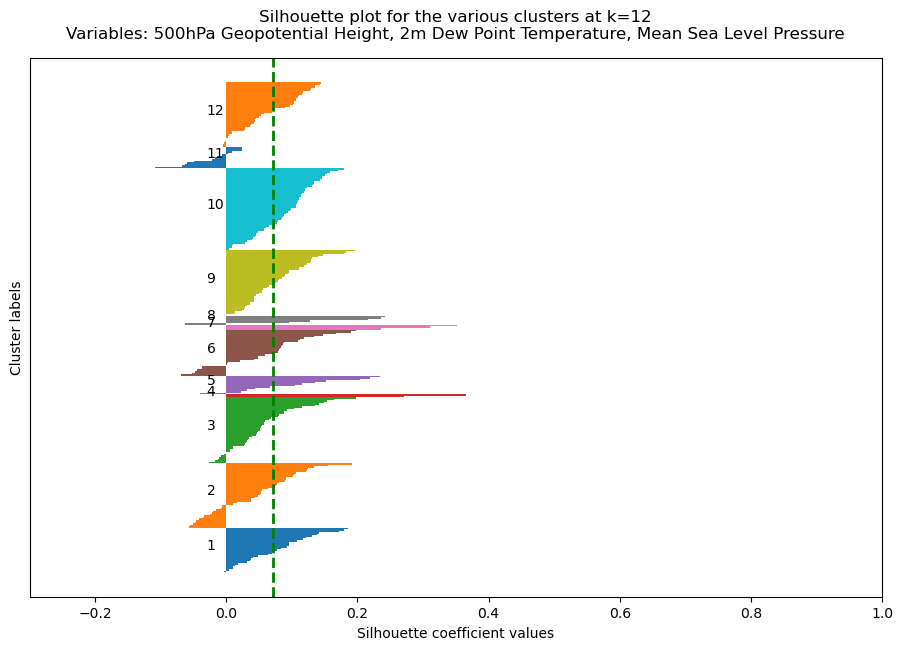 Silhouette plot for the various clusters at k=12
Variables: 500hPa Geopotential Height, 2m Dew Point Temperature, Mean Sea Level Pressure
12
11
10
9
8
7
6
5
4
3
2
1
Cluster labels
−0.2 0.0 0.2 0.4 0.6 0.8 1.0
Silhouette coefficient values